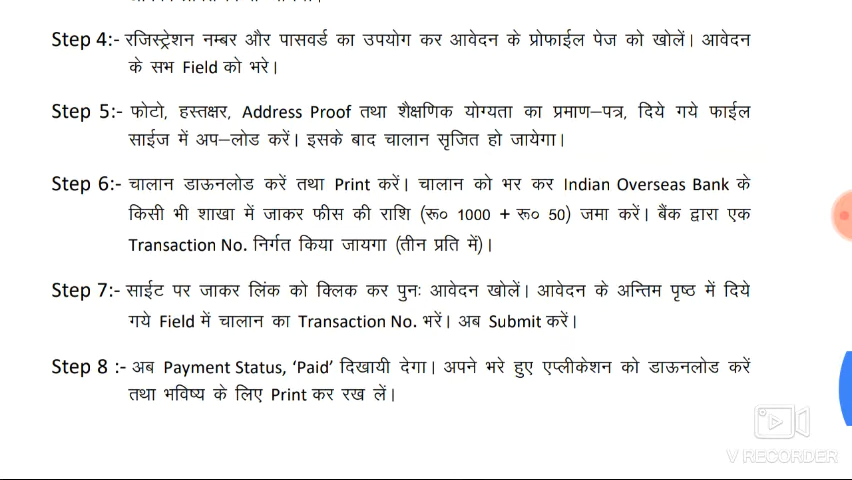 Step 4:- रजिस्ट्रेशन नम्बर और पासवर्ड का उपयोग कर आवेदन के प्रोफाईल पेज को खोलें। आवेदन
के सभ Field को भरे।
Step 5:- फोटो, हस्तक्षर, Address Proof तथा शैक्षणिक योग्यता का प्रमाण–पत्र, दिये गये फाईल
साईज में अप–लोड करें। इसके बाद चालान सृजित हो जायेगा।
Step 6:- चालान डाऊनलोड करें तथा Print करें। चालान को भर कर Indian Overseas Bank के
किसी भी शाखा में जाकर फीस की राशि (रू० 1000 + रू० 50) जमा करें। बैंक द्वारा एक
Transaction No. निर्गत किया जायगा (तीन प्रति में)।
Step 7:- साईट पर जाकर लिंक को क्लिक कर पुनः आवेदन खोलें। आवेदन के अन्तिम पृष्ठ में दिये
गये Field में चालान का Transaction No. भरें। अब Submit करें।
Step 8 :- अब Payment Status, ‘Paid’ दिखायी देगा। अपने भरे हुए एप्लीकेशन को डाऊनलोड करें
तथा भविष्य के लिए Print कर रख लें।
V RECORDER